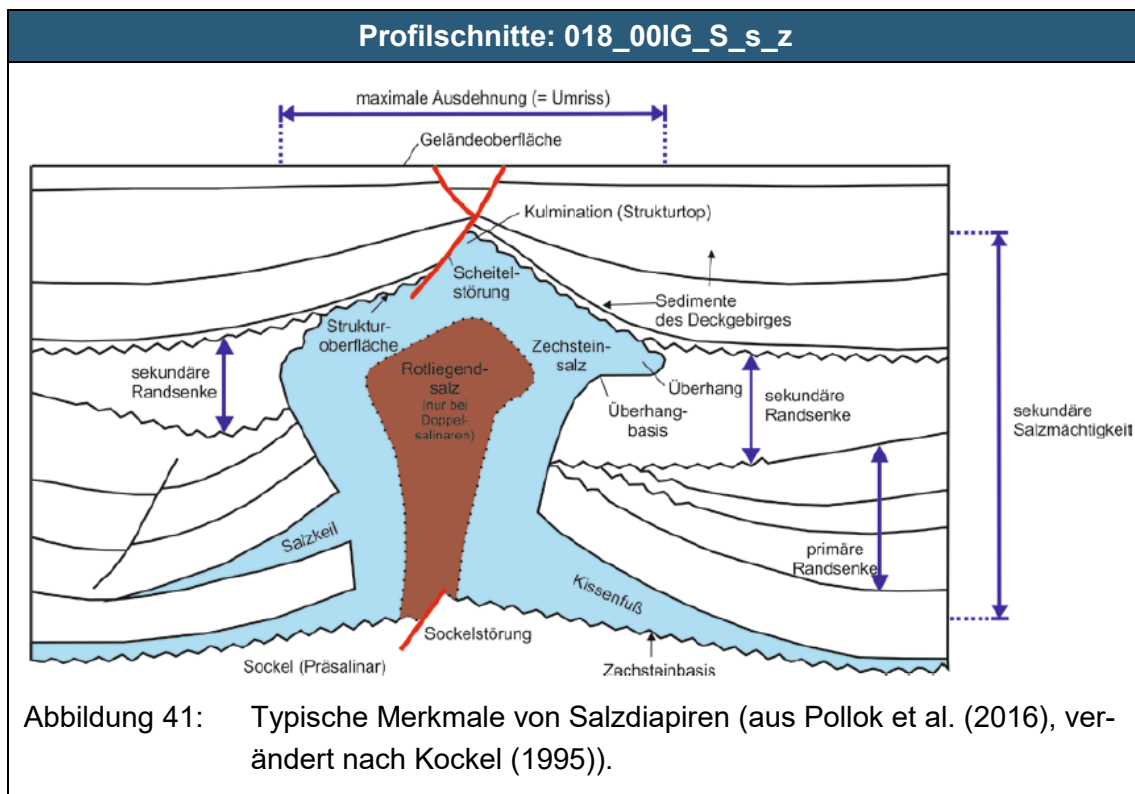 Profilschnitte: 018_00IG_S_s_z
maximale Ausdehnung (= Umriss)
Geländeoberfläche
Kulmination (Strukturtop)
Scheitel-
störung
Sedimente
des Deckgebirges
Struktur-
oberfläche
Zechstein-
salz
Rotliegend-
salz
(nur bei
Doppel-
salinaren)
Überhang
Überhang-
basis
sekundäre
Randsenke
sekundäre
Randsenke
sekundäre
Salzmächtigkeit
primäre
Randsenke
Salzkeil
Kissenfuß
Sockelstörung
Sockel (Präsalinar)
Zechsteinbasis
Abbildung 41: Typische Merkmale von Salzdiapiren (aus Pollok et al. (2016), ver-
ändert nach Kockel (1995)).